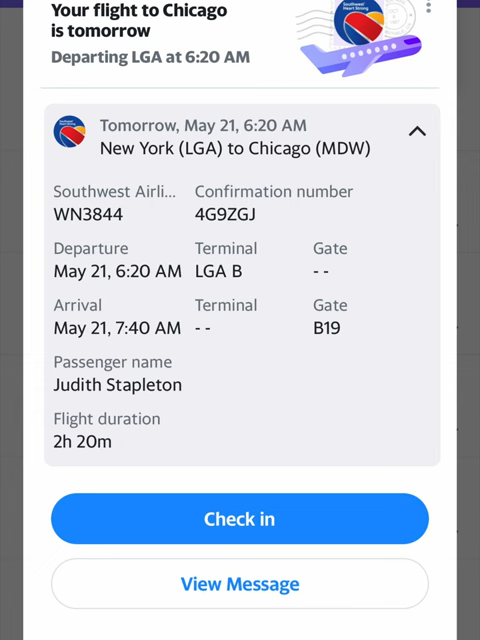 Your flight to Chicago
is tomorrow
Departing LGA at 6:20 AM
Southwest
Heart Strong
Tomorrow, May 21, 6:20 AM
New York (LGA) to Chicago (MDW)
Southwest Airli... Confirmation number
WN3844 4G9ZGJ
Departure Terminal Gate
May 21, 6:20 AM LGA B - -
Arrival Terminal Gate
May 21, 7:40 AM - - B19
Passenger name
Judith Stapleton
Flight duration
2h 20m
Check in
View Message